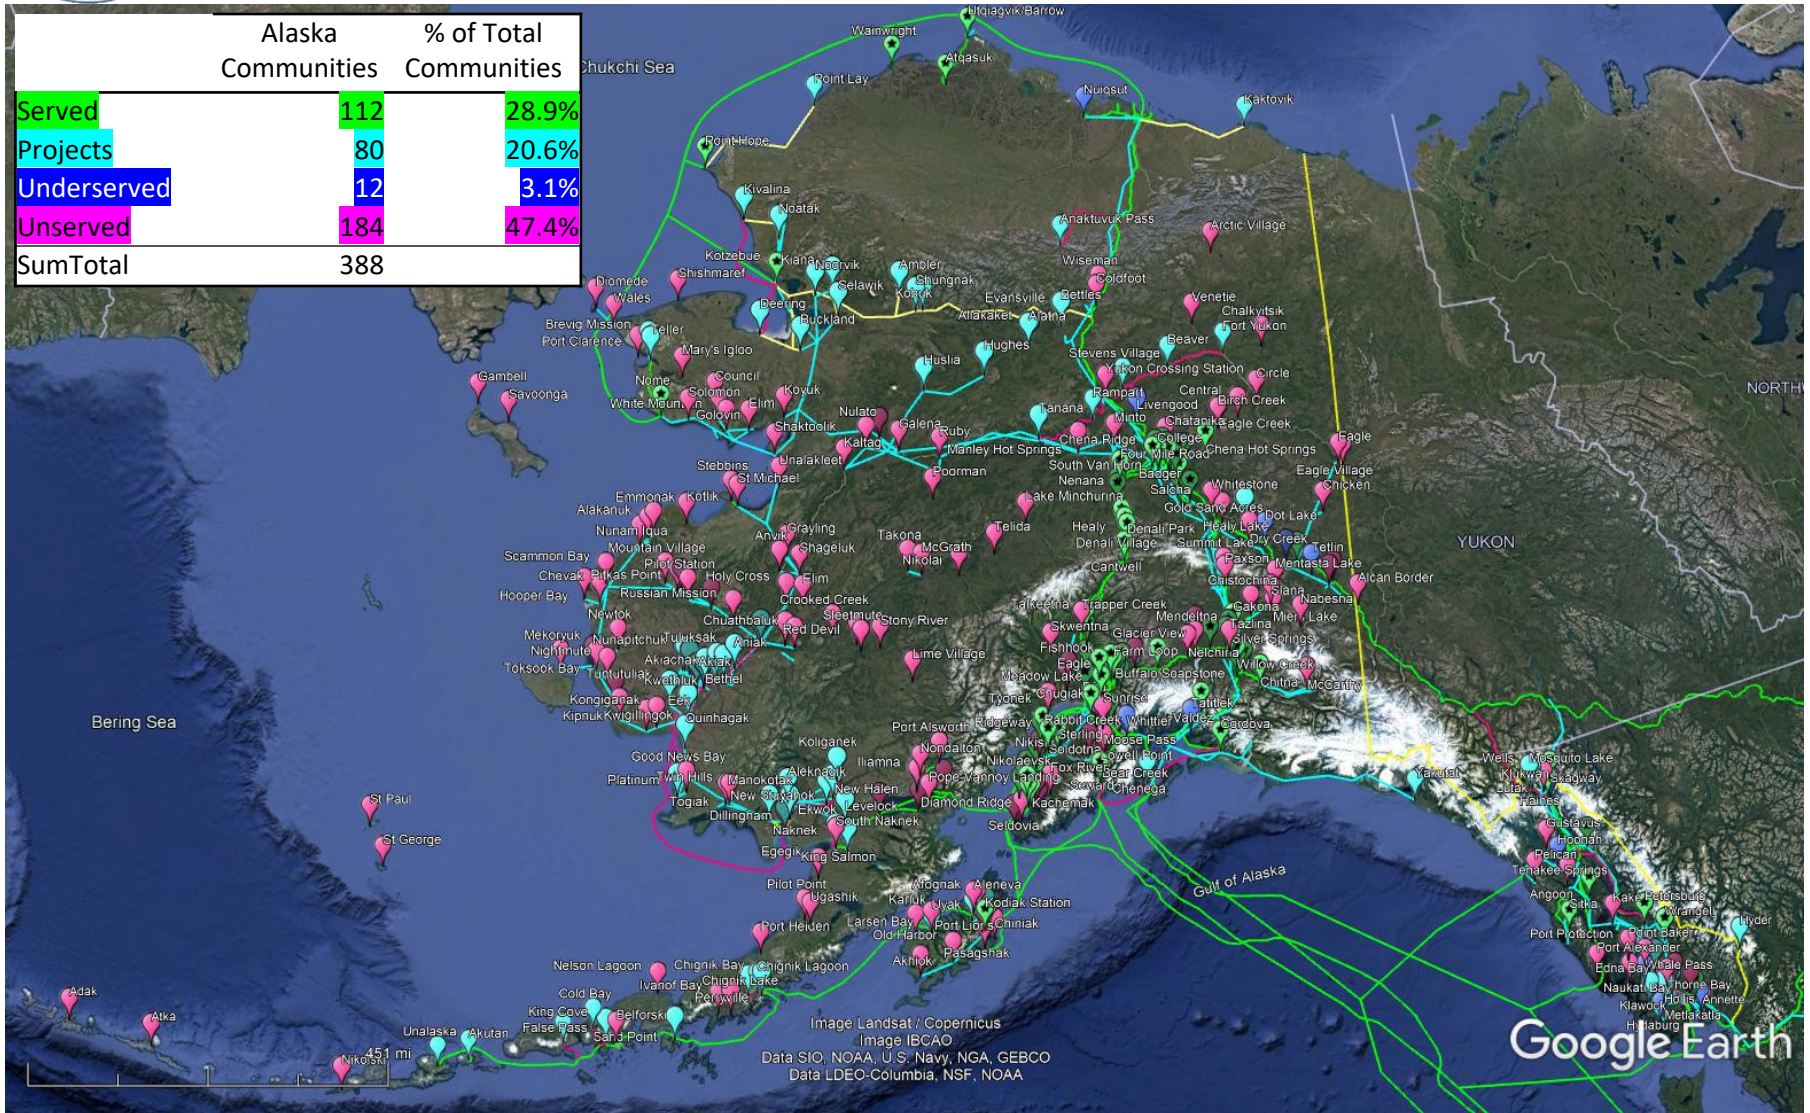 Alaska Communities
% of Total Communities
Served 112 28.9%
Projects 80 20.6%
Underserved 12 3.1%
Unserved 184 47.4%
SumTotal 388
Chukchi Sea
Utqiagvik/Barrow
Wainwright
Atqasuk
Point Lay
Nuiqsut
Kaktovik
Point Hope
Kivalina
Noatak
Anaktuvuk Pass
Arctic Village
Kotzebue
Kiana
Noorvik
Ambler
Shungnak
Kobuk
Selawik
Wiseman
Coldfoot
Shishmaref
Diomede
Wales
Deering
Buckland
Evansville
Bettles
Allakaket
Alatna
Venetie
Chalkyitsik
Fort Yukon
Brevig Mission
Port Clarence
Teller
Mary's Igloo
Hughes
Huslia
Beaver
Stevens Village
Yukon Crossing Station
Circle
Gambell
Savoonga
Nome
Council
Solomon
White Mountain
Golovin
Elim
Koyuk
Rampart
Central
Birch Creek
Livengood
NORTHW
Shaktoolik
Nulato
Galena
Ruby
Kaltag
Tanana
Minto
Chatanika
Eagle Creek
Chena Ridge
College
Manley Hot Springs
Four Mile Road
Chena Hot Springs
Eagle
Eagle Village
Chicken
Unalakleet
Stebbins
St Michael
Poorman
South Van Horn
Badger
Nenana
Salcha
Whitestone
Emmonak
Kotlik
Alakanuk
Nunam Iqua
Lake Minchumina
Gold Sand Acres
Dot Lake
Grayling
Anvik
Shageluk
Takona
McGrath
Nikolai
Telida
Healy
Denali Park
Denali Village
Healy Lake
Summit Lake
Dry Creek
Tetlin
YUKON
Scammon Bay
Mountain Village
Pilot Station
Chevak
Pitkas Point
Holy Cross
Hooper Bay
Russian Mission
Elim
Crooked Creek
Cantwell
Paxson
Mentasta Lake
Chistochina
Alcan Border
Slana
Nabesna
Newtok
Chuathbaluk
Sleetmute
Red Devil
Stony River
Talkeetna
Trapper Creek
Gakona
Mendeltna
Tazlina
Mekoryuk
Nightmute
Nunapitchuk
Tuluksak
Aniak
Skwentna
Glacier View
Silver Springs
Toksook Bay
Tuntutuliak
Akiachak
Akiak
Kwethluk
Bethel
Lime Village
Fishhook
Farm Loop
Nelchina
Eagle
Willow Creek
Meadow Lake
Buffalo Soapstone
Chitna
McCarthy
Bering Sea
Kongiganak
Eek
Kipnuk
Kwigillingok
Quinhagak
Tyonek
Chugiak
Sunrise
Tatitlek
Port Alsworth
Ridgeway
Rabbit Creek
Whittier
Valdez
Cordova
Good News Bay
Koliganek
Nondalton
Sterling
Moose Pass
Soldotna
Lowell Point
Platinum
Twin Hills
Manokotak
Aleknagik
Iliamna
Nikolaevsk
Fox River
Bear Creek
Yakutat
Togiak
New Stuyahok
New Halen
Pope-Vannoy Landing
Seward
Chenega
Dillingham
Ekwok
Levelock
Diamond Ridge
Kachemak
South Naknek
Naknek
Seldovia
Egegik
King Salmon
Mosquito Lake
Klukwan
Skagway
Lutak
Haines
Gustavus
Hoonah
Pelican
Tenakee Springs
St Paul
St George
Pilot Point
Ugashik
Port Heiden
Afognak
Aleneva
Karluk
Uyak
Kodiak Station
Larsen Bay
Port Lions
Chiniak
Old Harbor
Pasagshak
Akhiok
Gulf of Alaska
Angoon
Sitka
Kake
Petersburg
Wrangel
Hyder
Port Protection
Point Baker
Port Alexander
Edna Bay
Whale Pass
Naukati Bay
Thorne Bay
Klawock
Hollis
Annette
Metlakatla
Hydaburg
Nelson Lagoon
Chignik Bay
Chignik Lagoon
Ivanof Bay
Chignik Lake
Perryville
Cold Bay
King Cove
Belforski
False Pass
Sand Point
Adak
Atka
Unalaska
Akutan
Nikolski
451 mi
Image Landsat / Copernicus
Image IBCAO
Data SIO, NOAA, U.S. Navy, NGA, GEBCO
Data LDEO-Columbia, NSF, NOAA
Google Earth